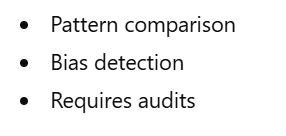 • Pattern comparison
• Bias detection
• Requires audits